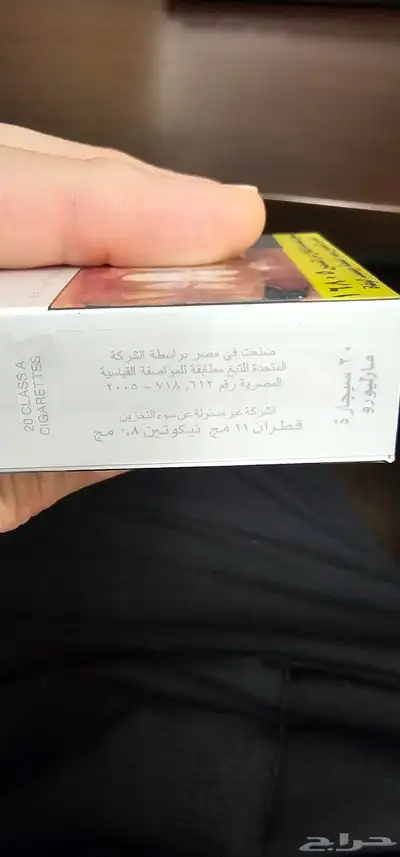 صنعت في مصر بواسطة الشركة
المتحدة للتبغ مطابقة للمواصفة القياسية
المصرية رقم ٦١٢، ٧١٨ – ٢٠٠٥
الشركة غير مسئولة عن سوء التخزين
قطران ١١ مج نيكوتين ٠.٨ مج
٢٠ سيجارة
مارلبورو
20 CLASS A
CIGARETTES
حراج